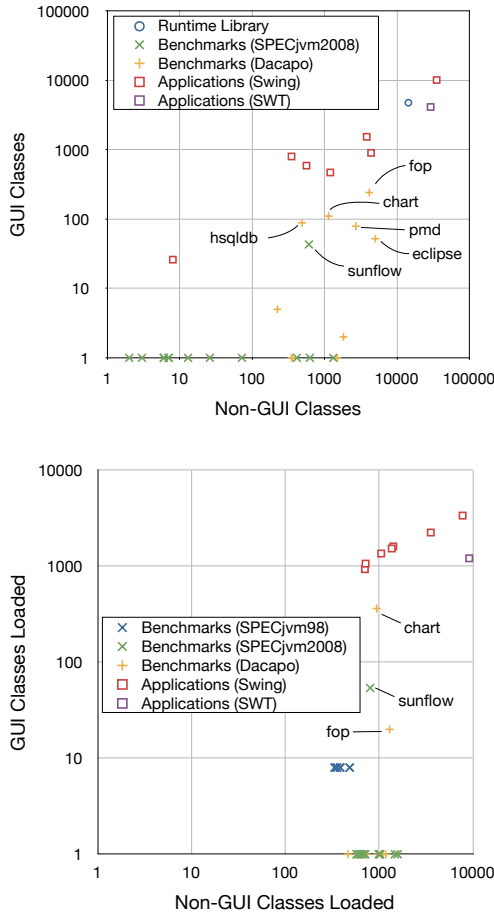 Runtime Library
Benchmarks (SPECjvm2008)
Benchmarks (Dacapo)
Applications (Swing)
Applications (SWT)
10000
1000
100
10
1
GUI Classes
fop
chart
hsqldb
pmd
eclipse
sunflow
1 10 100 1000 10000 100000
Non-GUI Classes
10000
1000
100
10
1
GUI Classes Loaded
Benchmarks (SPECjvm98)
Benchmarks (SPECjvm2008)
Benchmarks (Dacapo)
Applications (Swing)
Applications (SWT)
chart
sunflow
fop
1 10 100 1000 10000
Non-GUI Classes Loaded